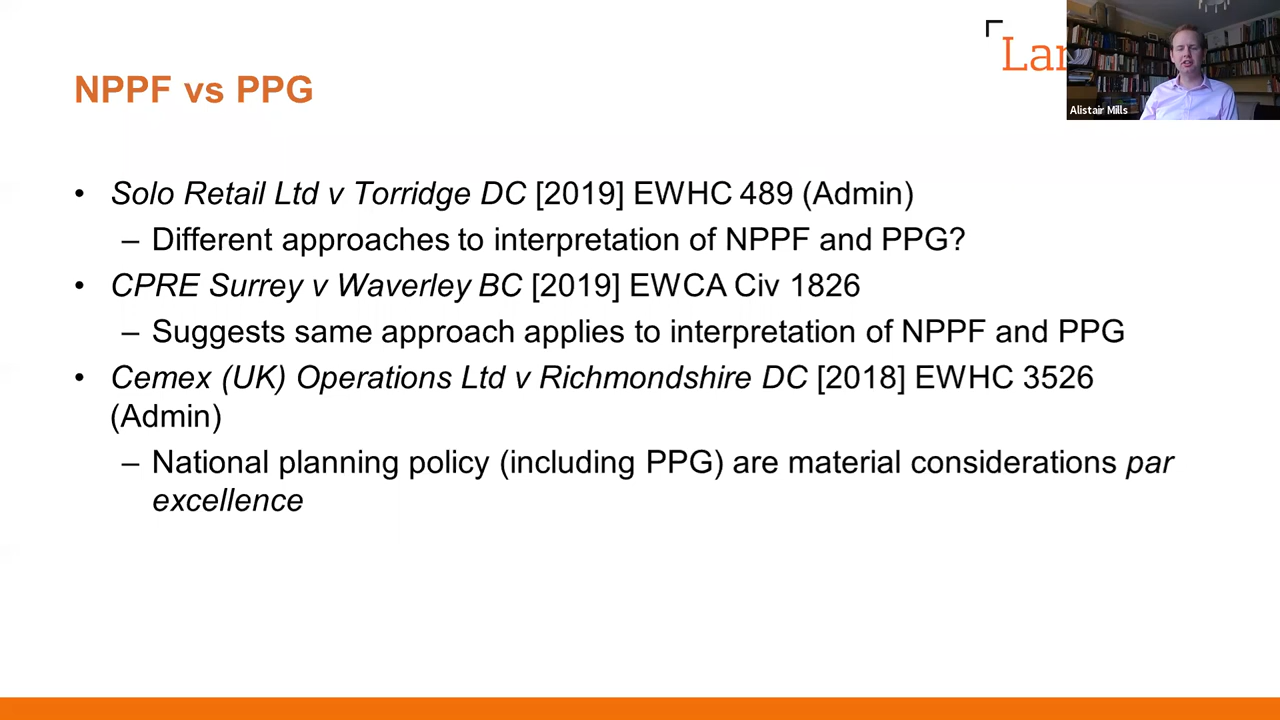 NPPF vs PPG
Lan
Alistair Mills
• Solo Retail Ltd v Torridge DC [2019] EWHC 489 (Admin)
– Different approaches to interpretation of NPPF and PPG?
• CPRE Surrey v Waverley BC [2019] EWCA Civ 1826
– Suggests same approach applies to interpretation of NPPF and PPG
• Cemex (UK) Operations Ltd v Richmondshire DC [2018] EWHC 3526
(Admin)
– National planning policy (including PPG) are material considerations par
excellence